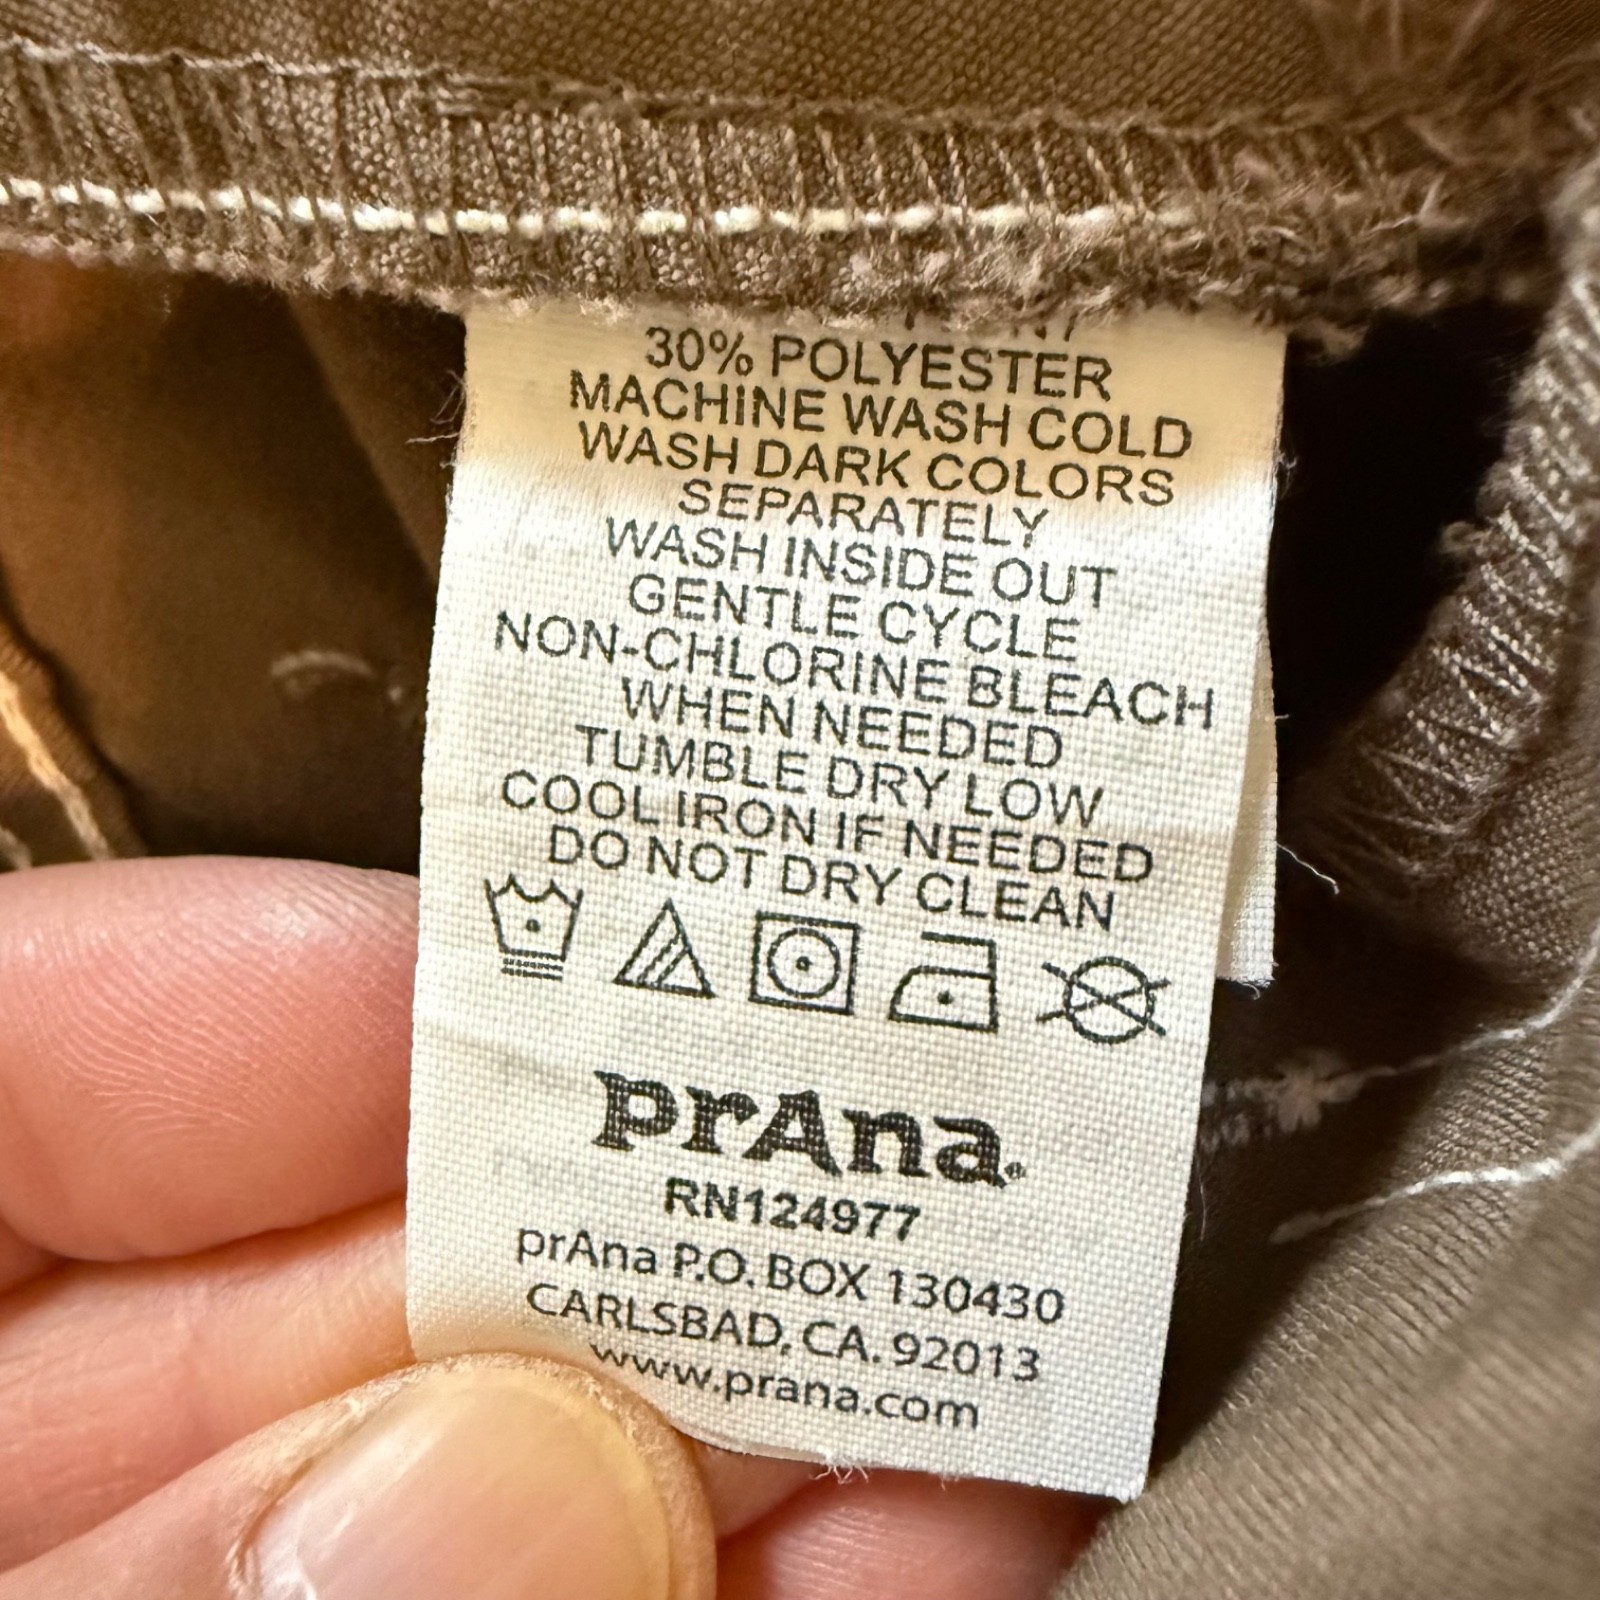 30% POLYESTER
MACHINE WASH COLD
WASH DARK COLORS
SEPARATELY
WASH INSIDE OUT
GENTLE CYCLE
NON-CHLORINE BLEACH
WHEN NEEDED
TUMBLE DRY LOW
COOL IRON IF NEEDED
DO NOT DRY CLEAN
prAna®
RN124977
prAna P.O. BOX 130430
CARLSBAD, CA. 92013
www.prana.com